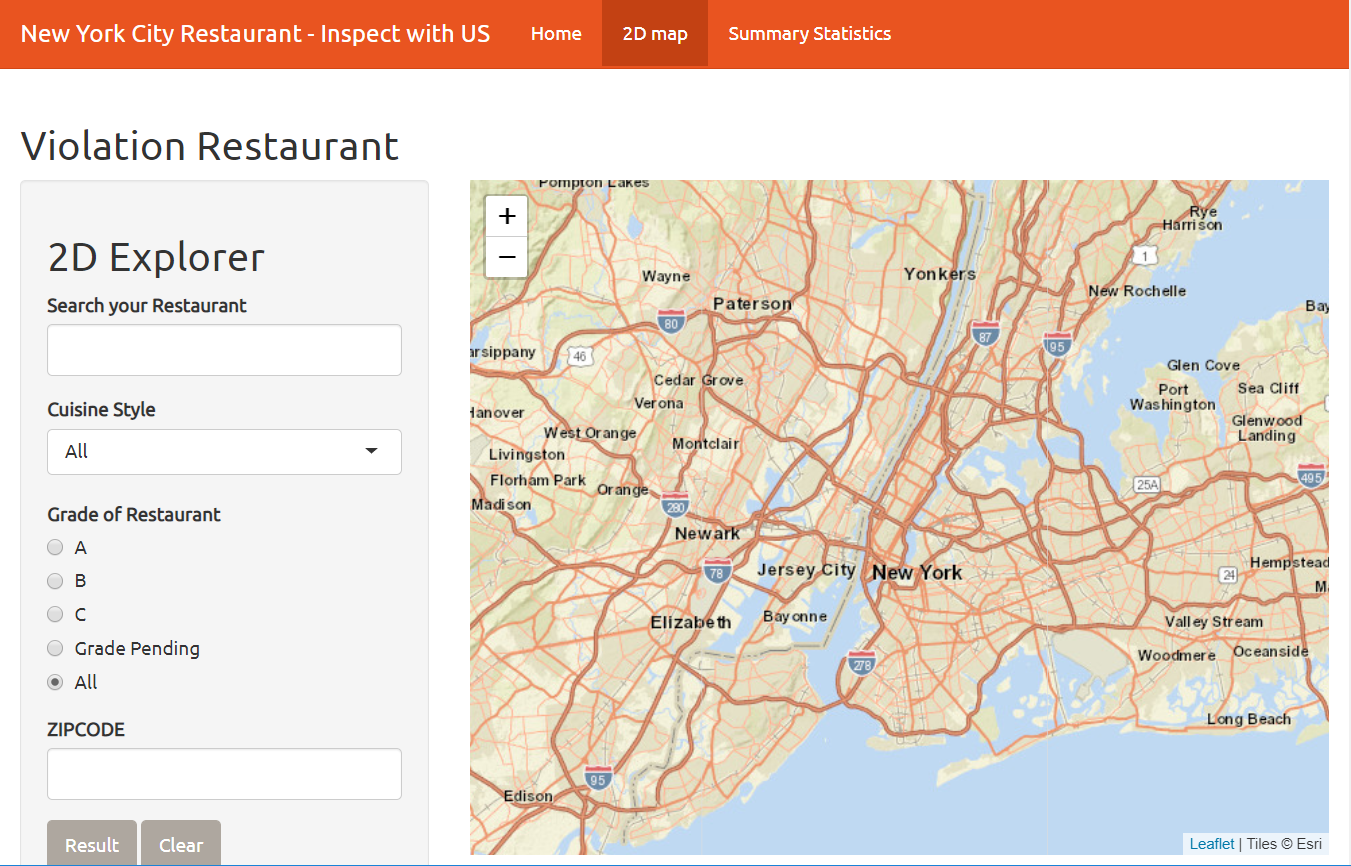 New York City Restaurant - Inspect with US Home 2D map Summary Statistics
Violation Restaurant
2D Explorer
Search your Restaurant
Cuisine Style
All
Grade of Restaurant
A
B
C
Grade Pending
All
ZIPCODE
Result Clear
+
−
Pompton Lakes
Rye
Harrison
1
Yonkers
Wayne
New Rochelle
Paterson
Bay
80
87
95
arsippany
46
Glen Cove
Cedar Grove
Port
Washington
Sea Cliff
Verona
Hanover
Glenwood
Landing
West Orange
Montclair
Livingston
495
Florham Park
25A
Orange
Madison
280
Newark
Hempstead
78
Jersey City
New York
24
M
Elizabeth
Bayonne
Valley Stream
Woodmere
Oceanside
278
Long Beach
95
Edison
Leaflet | Tiles © Esri